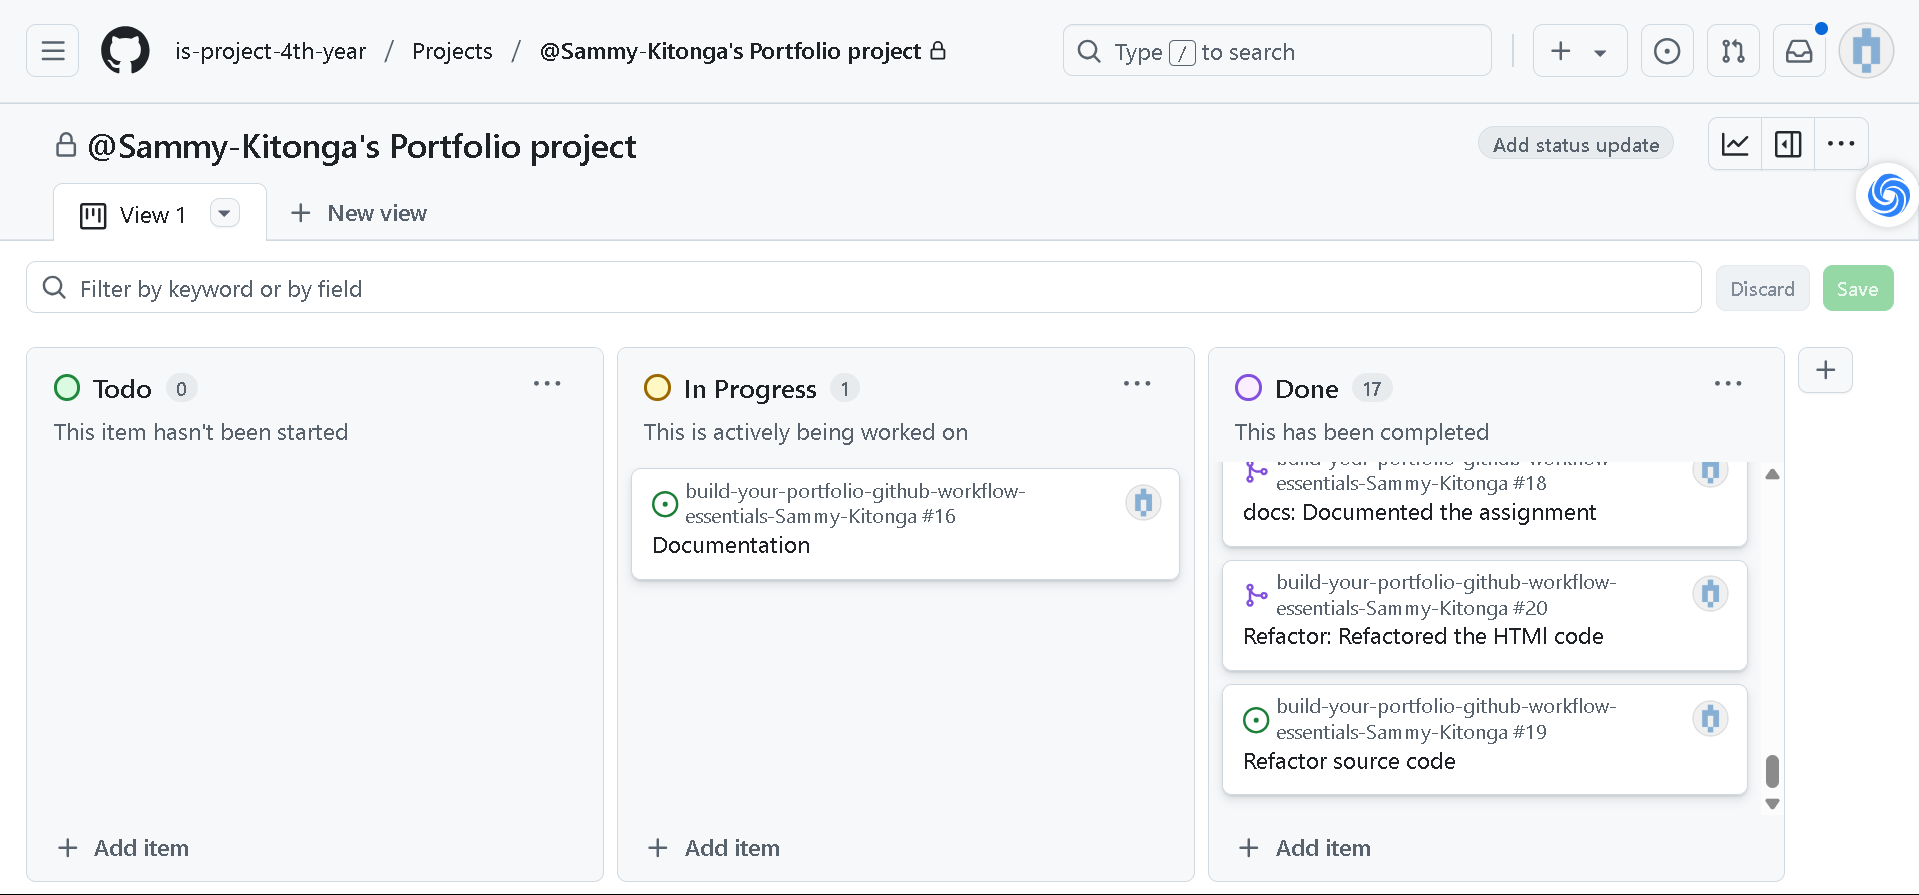 is-project-4th-year / Projects / @Sammy-Kitonga's Portfolio project
Type / to search
@Sammy-Kitonga's Portfolio project
Add status update
View 1
New view
Filter by keyword or by field
Discard
Save
Todo 0
This item hasn't been started
Add item
In Progress 1
This is actively being worked on
build-your-portfolio-github-workflow-
essentials-Sammy-Kitonga #16
Documentation
Add item
Done 17
This has been completed
build-your-portfolio-github-workflow-
essentials-Sammy-Kitonga #18
docs: Documented the assignment
build-your-portfolio-github-workflow-
essentials-Sammy-Kitonga #20
Refactor: Refactored the HTMl code
build-your-portfolio-github-workflow-
essentials-Sammy-Kitonga #19
Refactor source code
Add item